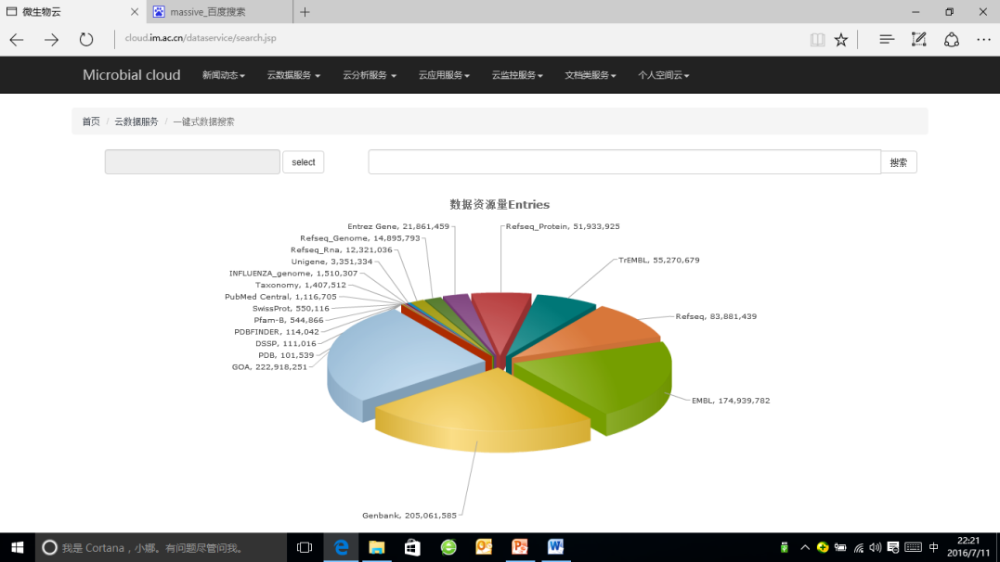 微生物云
massive_百度搜索
cloud.im.ac.cn/dataservice/search.jsp
Microbial cloud 新闻动态 云数据服务 云分析服务 云应用服务 云监控服务 文档类服务 个人空间云
首页 / 云数据服务 / 一键式数据搜索
select 搜索
数据资源量Entries
Entrez Gene, 21,861,459
Refseq_Protein, 51,933,925
Refseq_Genome, 14,895,793
Refseq_Rna, 12,321,036
TrEMBL, 55,270,679
Unigene, 3,351,334
INFLUENZA_genome, 1,510,307
Taxonomy, 1,407,512
PubMed Central, 1,116,705
SwissProt, 550,116
Refseq, 83,881,439
Pfam-B, 544,866
PDBFINDER, 114,042
DSSP, 111,016
PDB, 101,539
GOA, 222,918,251
EMBL, 174,939,782
Genbank, 205,061,585
我是 Cortana，小娜。有问题尽管问我。
中
22:21
2016/7/11